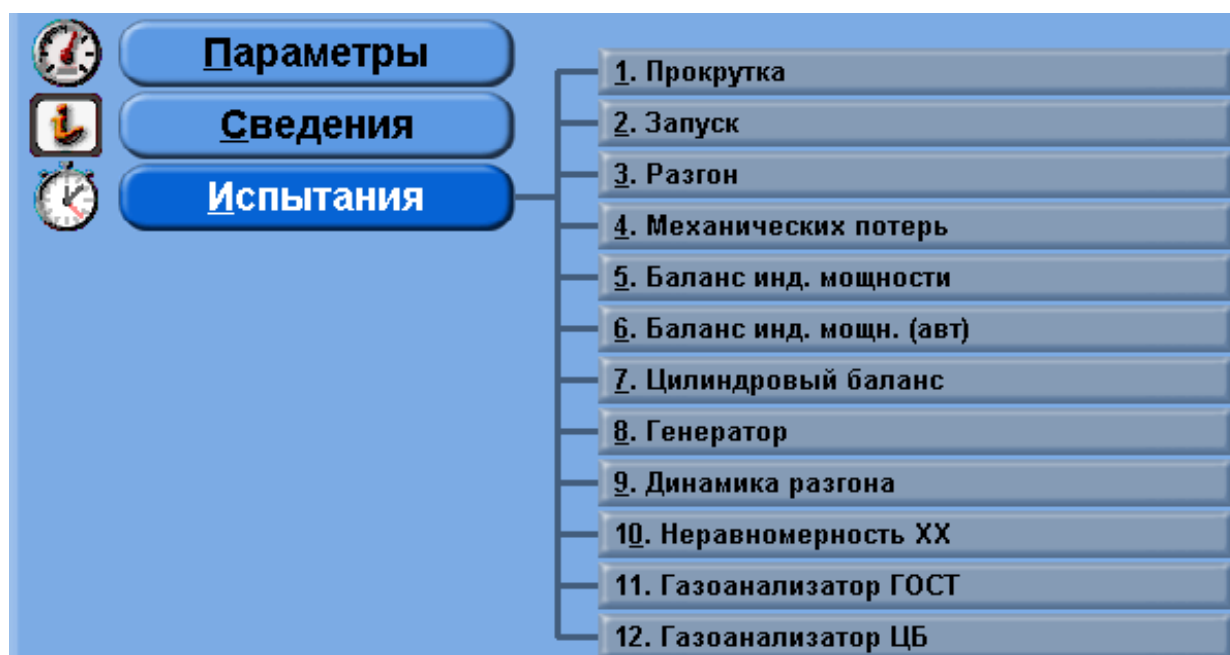 Параметры
Сведения
Испытания
1. Прокрутка
2. Запуск
3. Разгон
4. Механических потерь
5. Баланс инд. мощности
6. Баланс инд. мощн. (авт)
7. Цилиндровый баланс
8. Генератор
9. Динамика разгона
10. Неравномерность ХХ
11. Газоанализатор ГОСТ
12. Газоанализатор ЦБ